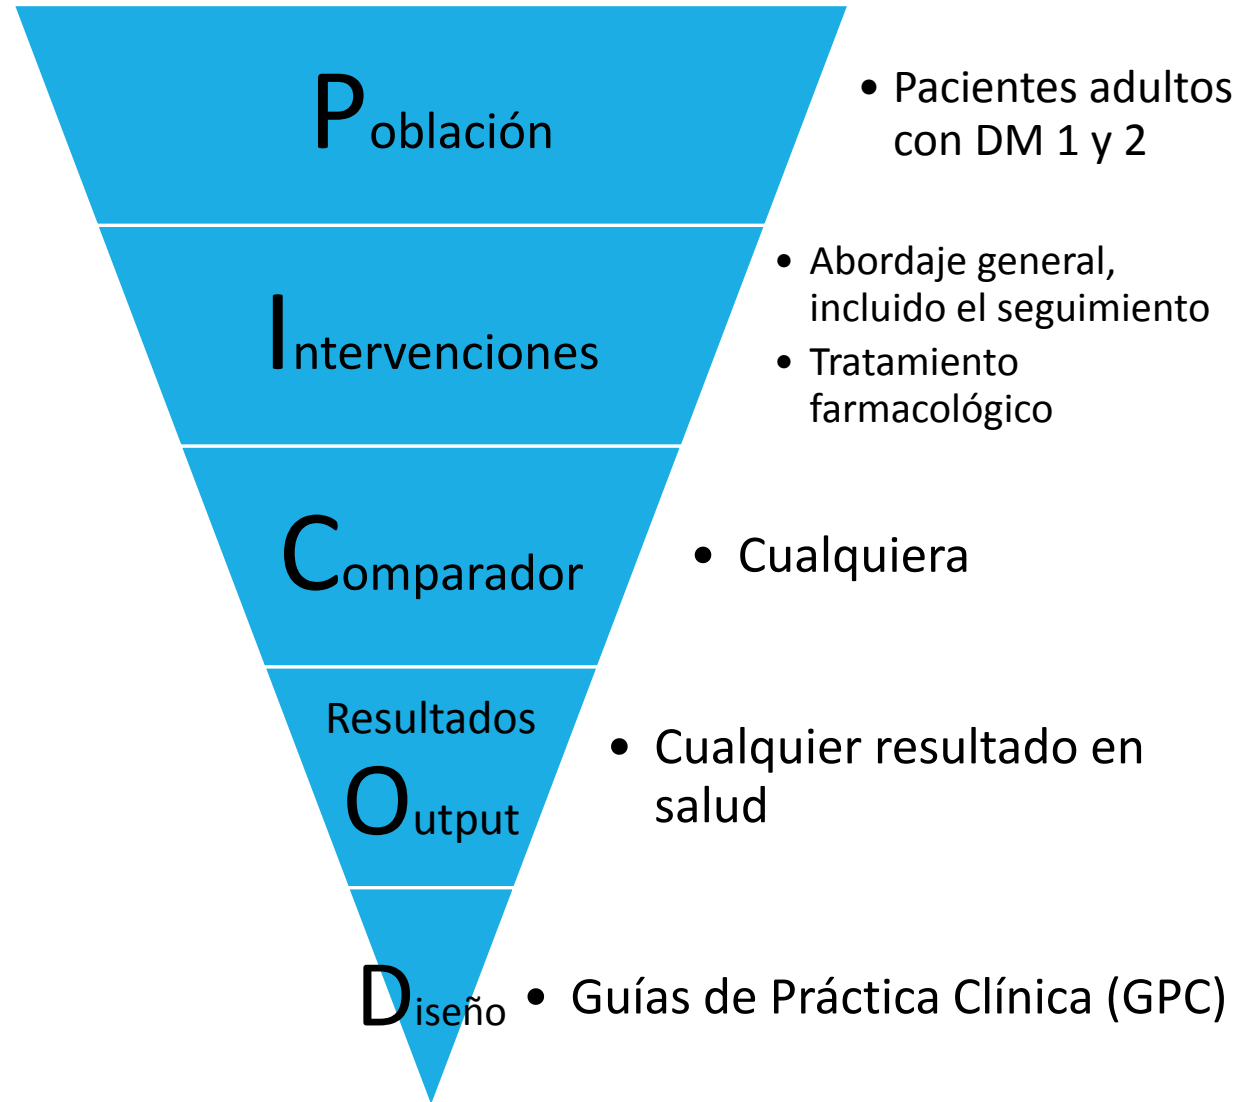 Población
• Pacientes adultos
con DM 1 y 2
Intervenciones
• Abordaje general,
incluido el seguimiento
• Tratamiento
farmacológico
Comparador
• Cualquiera
Resultados
Output
• Cualquier resultado en
salud
Diseño
• Guías de Práctica Clínica (GPC)